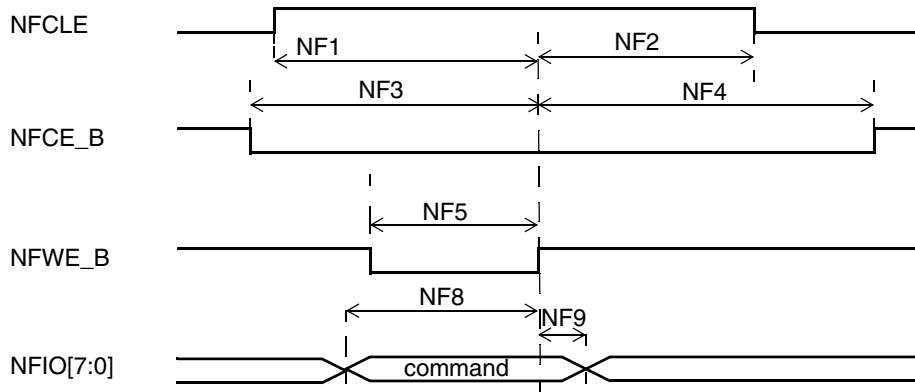 NFCLE
NF1
NF2
NF3
NF4
NFCE_B
NF5
NFWE_B
NF8
NF9
NFIO[7:0]
command